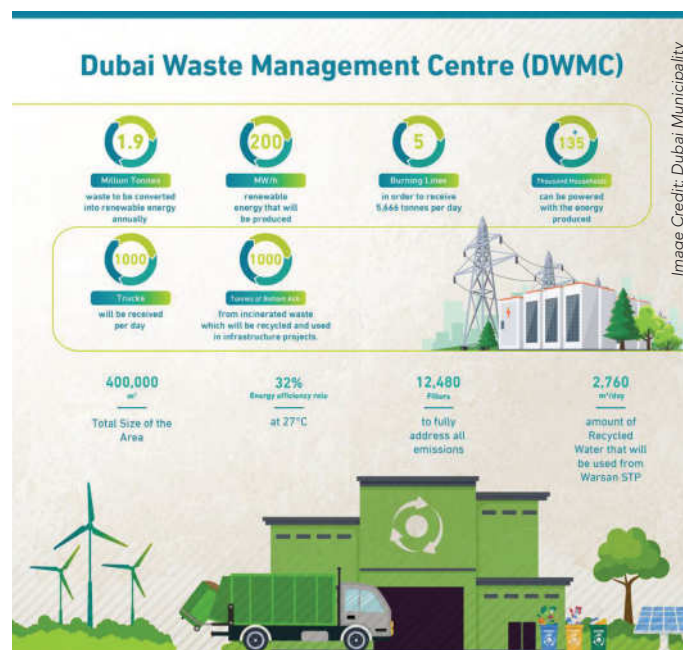 Dubai Waste Management Centre (DWMC)
Image Credit: Dubai Municipality
1.9
Million Tonnes
waste to be converted
into renewable energy
annually
200
MW/h
renewable
energy that will
be produced
5
Burning Lines
in order to receive
5,666 tonnes per day
135
Thousand Households
can be powered
with the energy
produced
1000
Trucks
will be received
per day
1000
Tonnes of Bottom Ash
from incinerated waste
which will be recycled and used
in infrastructure projects.
400,000
m²
Total Size of the
Area
32%
Energy efficiency rate
at 27°C
12,480
Filters
to fully
address all
emissions
2,760
m³/day
amount of
Recycled
Water that will
be used from
Warsan STP